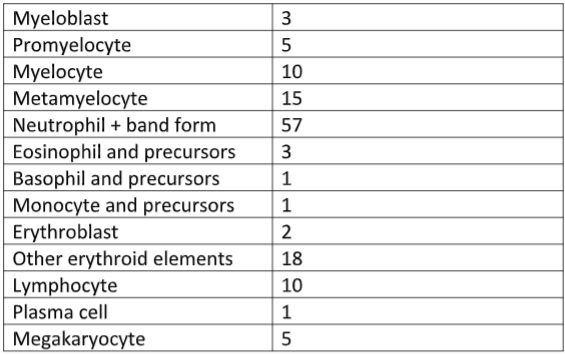 Myeloblast 3
Promyelocyte 5
Myelocyte 10
Metamyelocyte 15
Neutrophil + band form 57
Eosinophil and precursors 3
Basophil and precursors 1
Monocyte and precursors 1
Erythroblast 2
Other erythroid elements 18
Lymphocyte 10
Plasma cell 1
Megakaryocyte 5